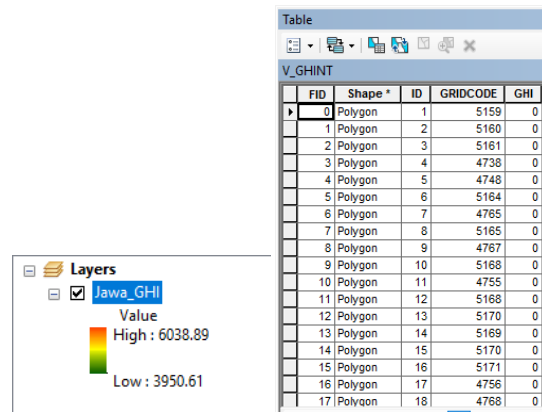 Layers
Jawa_GHI
Value
High : 6038.89
Low : 3950.61
Table
V_GHINT
FID Shape * ID GRIDCODE GHI
0 Polygon 1 5159 0
1 Polygon 2 5160 0
2 Polygon 3 5161 0
3 Polygon 4 4738 0
4 Polygon 5 4748 0
5 Polygon 6 5164 0
6 Polygon 7 4765 0
7 Polygon 8 5165 0
8 Polygon 9 4767 0
9 Polygon 10 5168 0
10 Polygon 11 4755 0
11 Polygon 12 5168 0
12 Polygon 13 5170 0
13 Polygon 14 5169 0
14 Polygon 15 5170 0
15 Polygon 16 5171 0
16 Polygon 17 4756 0
17 Polygon 18 4768 0